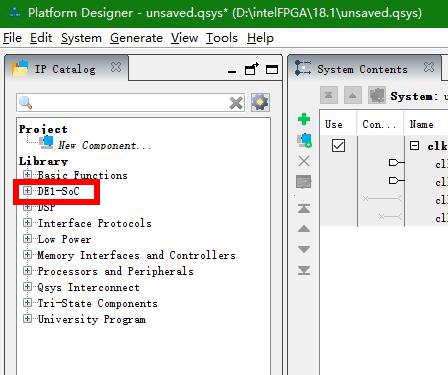 Platform Designer - unsaved.qsys* (D:\intelFPGA\18.1\unsaved.qsys)
File Edit System Generate View Tools Help
IP Catalog
System Contents
System: u
Project
New Component...
Library
Basic Functions
DE1-SoC
DSP
Interface Protocols
Low Power
Memory Interfaces and Controllers
Processors and Peripherals
Qsys Interconnect
Tri-State Components
University Program
Use Con... Name
clk
cl
cl
cl